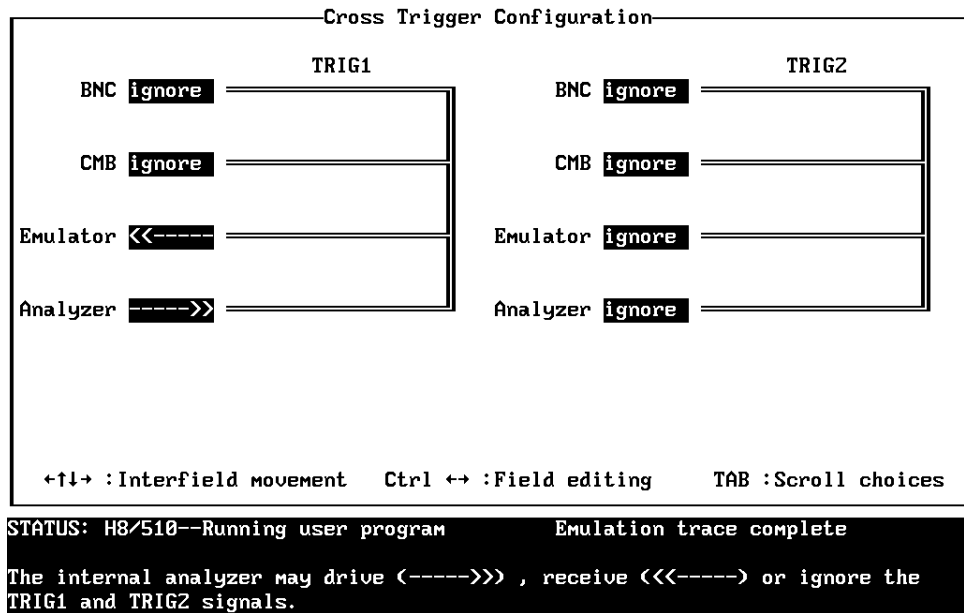 Cross Trigger Configuration
TRIG1 TRIG2
BNC ignore BNC ignore
CMB ignore CMB ignore
Emulator <<----- Emulator ignore
Analyzer ----->> Analyzer ignore
←↑↓→ :Interfield movement Ctrl ↔ :Field editing TAB :Scroll choices
STATUS: H8/510--Running user program Emulation trace complete
The internal analyzer may drive (----->>) , receive (<<-----) or ignore the
TRIG1 and TRIG2 signals.